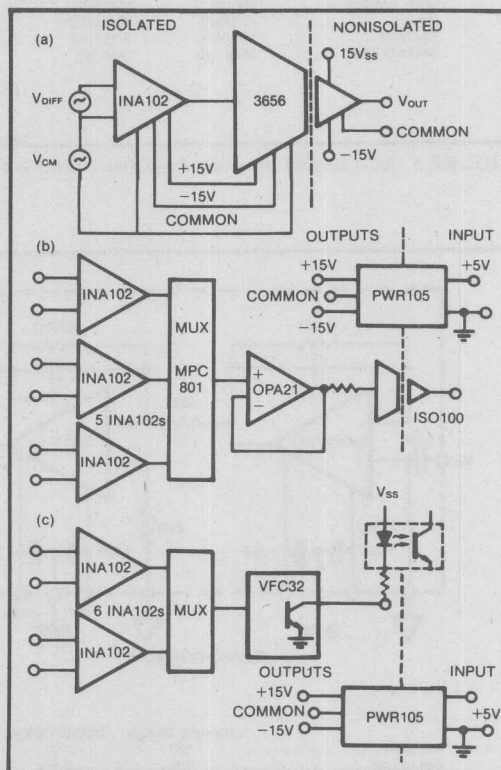 ISOLATED
NONISOLATED
(a)
15VSS
VDIFF
INA102
3656
VOUT
COMMON
VCM
+15V
-15V
-15V
COMMON
OUTPUTS
INPUT
(b)
+15V
+5V
COMMON
PWR105
-15V
INA102
MUX
INA102
MPC
801
+
OPA21
-
5 INA102s
ISO100
INA102
VSS
(c)
INA102
VFC32
6 INA102s
MUX
INA102
OUTPUTS
INPUT
+15V
COMMON
PWR105
+5V
-15V